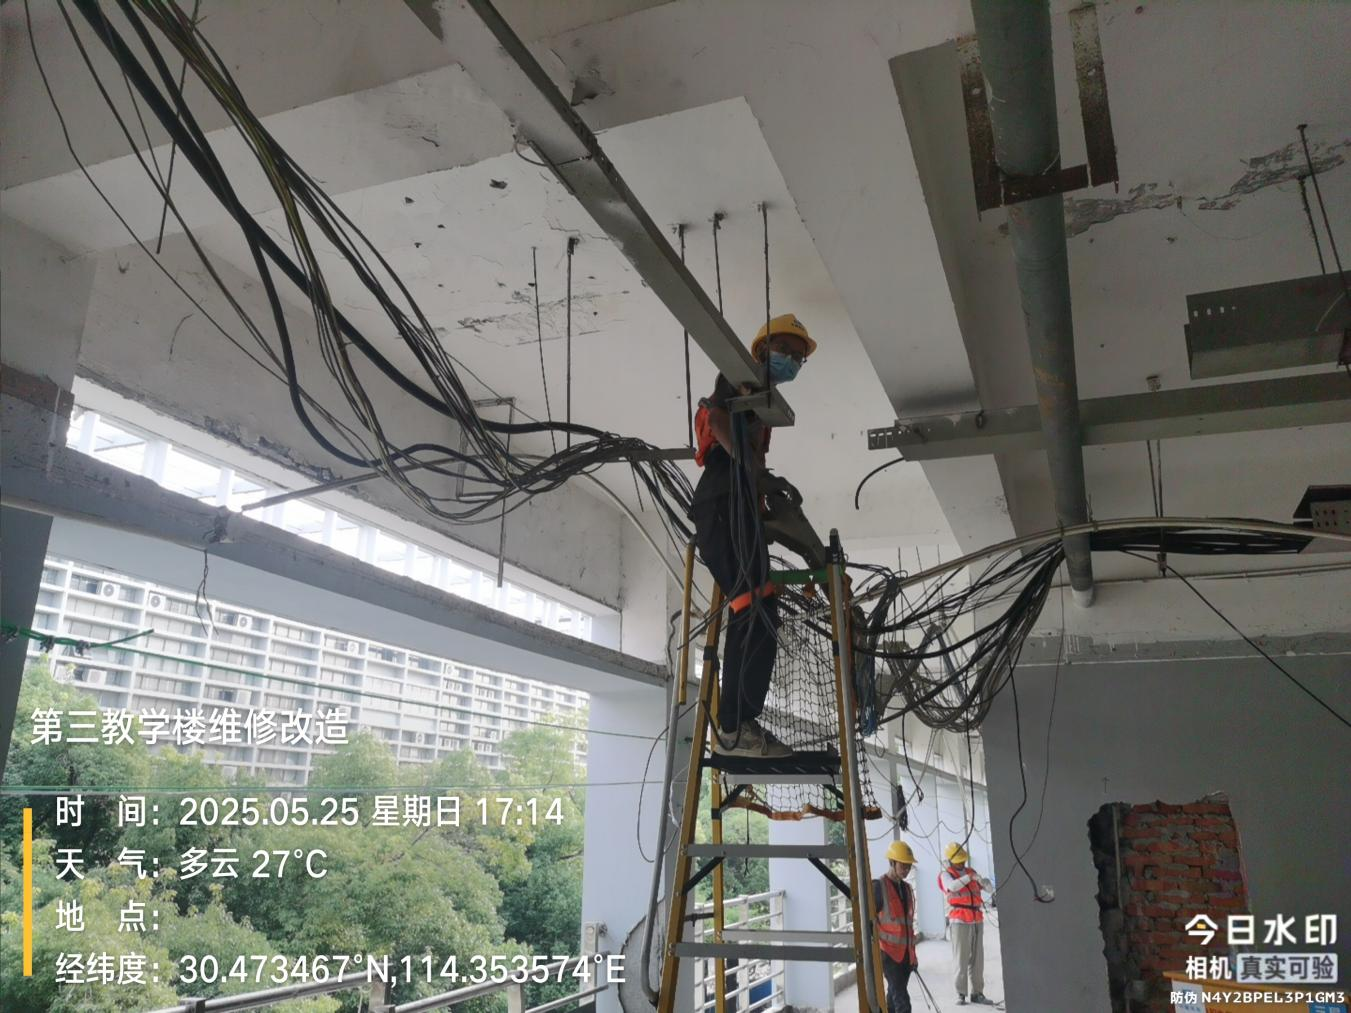 第三教学楼维修改造
时 间：2025.05.25 星期日 17:14
天 气：多云 27°C
地 点：
经纬度：30.473467°N,114.353574°E
今日水印
相机 真实可验
防伪 N4Y2BPEL3P1GM3